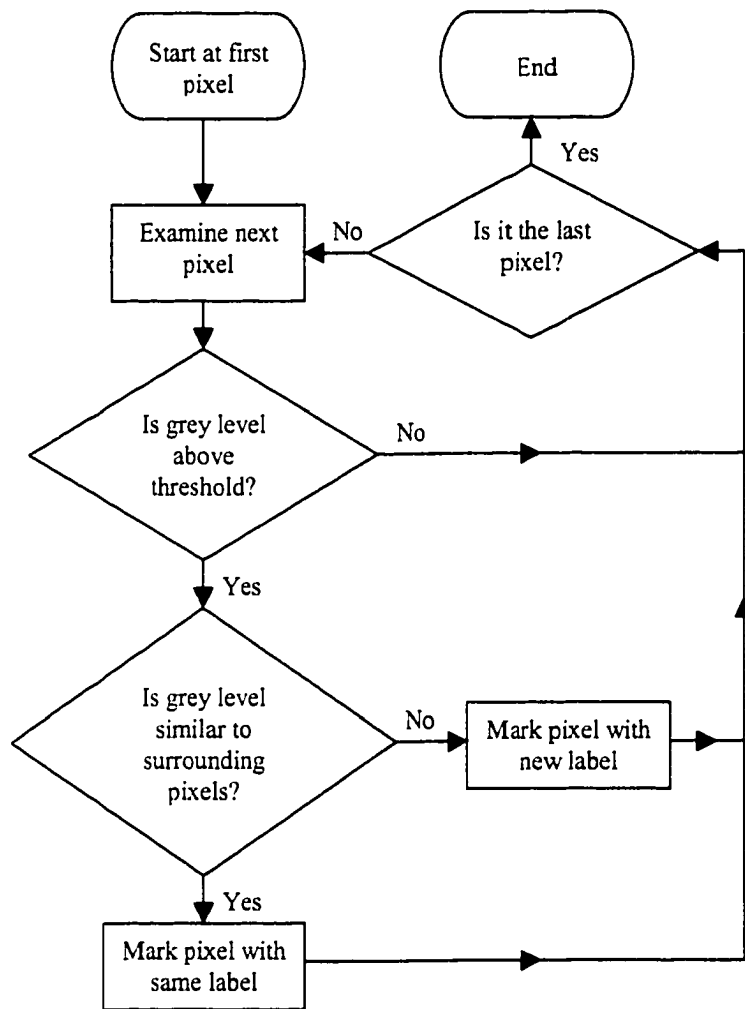 Start at first
pixel
End
Yes
Examine next
pixel
No
Is it the last
pixel?
Is grey level
above
threshold?
No
Yes
Is grey level
similar to
surrounding
pixels?
No
Mark pixel with
new label
Yes
Mark pixel with
same label